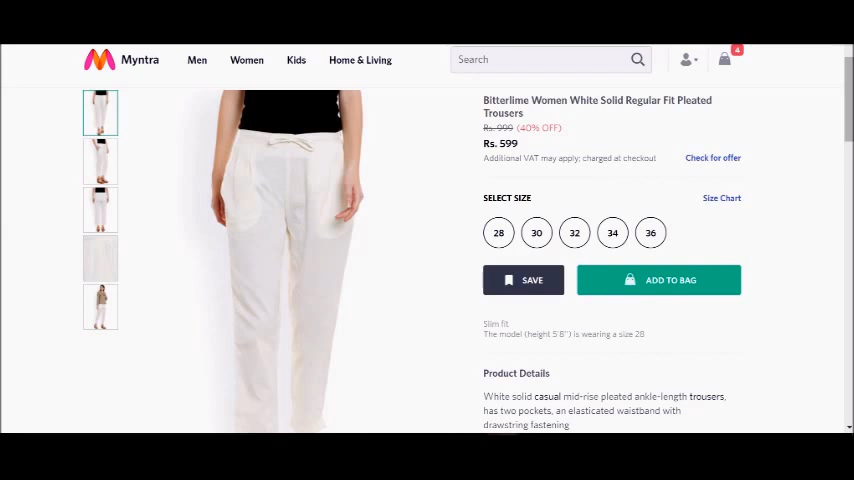 Myntra
Men Women Kids Home & Living
Search
4
Bitterlime Women White Solid Regular Fit Pleated
Trousers
Rs. 999 (40% OFF)
Rs. 599
Additional VAT may apply; charged at checkout Check for offer
SELECT SIZE Size Chart
28 30 32 34 36
SAVE ADD TO BAG
Slim fit
The model (height 5'8") is wearing a size 28
Product Details
White solid casual mid-rise pleated ankle-length trousers,
has two pockets, an elasticated waistband with
drawstring fastening